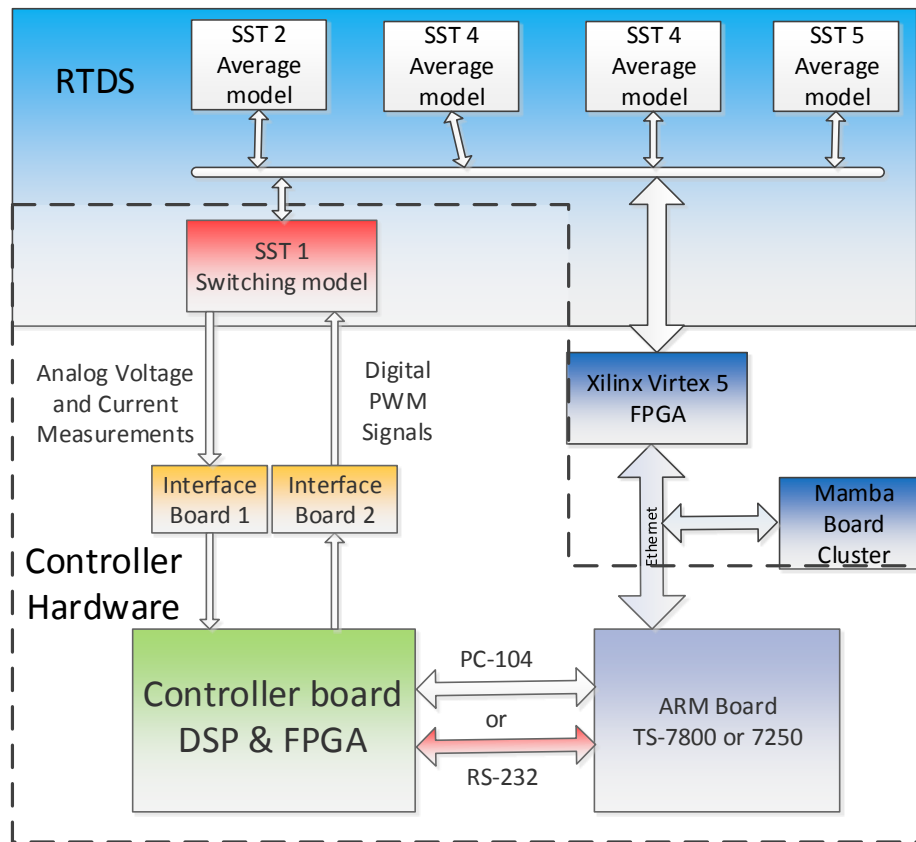 RTDS
SST 2
Average
model
SST 4
Average
model
SST 4
Average
model
SST 5
Average
model
SST 1
Switching model
Analog Voltage
and Current
Measurements
Digital
PWM
Signals
Xilinx Virtex 5
FPGA
Interface
Board 1
Interface
Board 2
Ethernet
Mamba
Board
Cluster
Controller
Hardware
Controller board
DSP & FPGA
PC-104
or
RS-232
ARM Board
TS-7800 or 7250